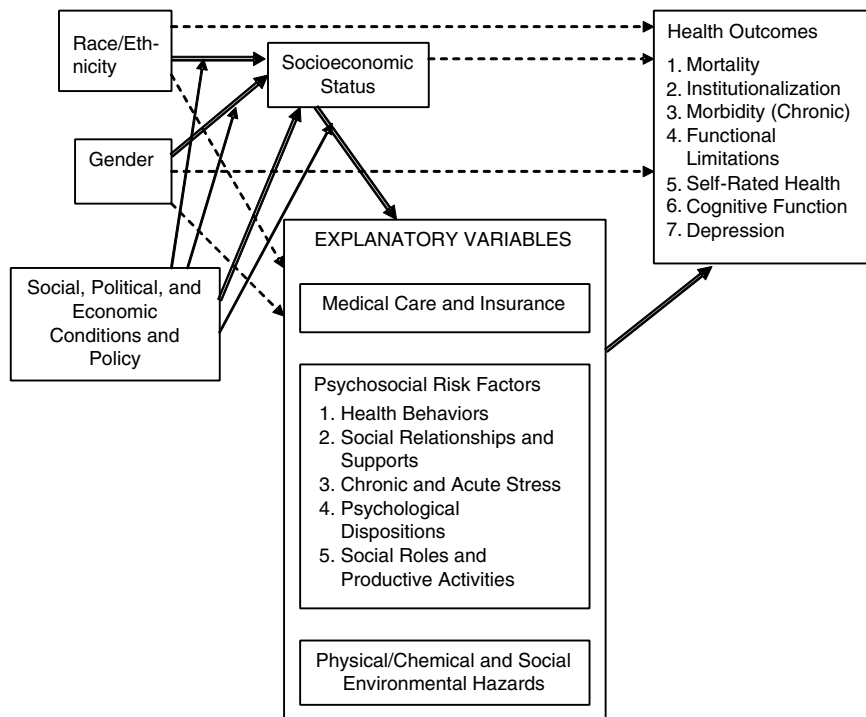 Race/Eth-
nicity
Socioeconomic
Status
Gender
Social, Political, and
Economic
Conditions and
Policy
EXPLANATORY VARIABLES
Medical Care and Insurance
Psychosocial Risk Factors
1. Health Behaviors
2. Social Relationships and
Supports
3. Chronic and Acute Stress
4. Psychological
Dispositions
5. Social Roles and
Productive Activities
Physical/Chemical and Social
Environmental Hazards
Health Outcomes
1. Mortality
2. Institutionalization
3. Morbidity (Chronic)
4. Functional
Limitations
5. Self-Rated Health
6. Cognitive Function
7. Depression